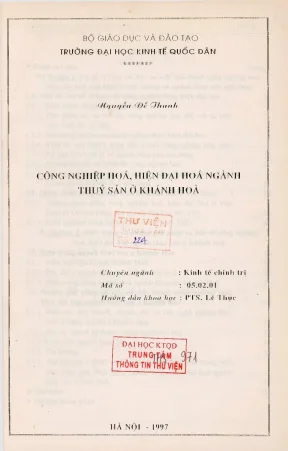 BỘ GIÁO DỤC VÀ ĐÀO TẠO
TRƯỜNG ĐẠI HỌC KINH TẾ QUỐC DÂN
*******
Nguyễn Đễ Thanh
CÔNG NGHIỆP HOÁ, HIỆN ĐẠI HOÁ NGÀNH
THUỶ SẢN Ở KHÁNH HOÀ
THƯ VIỆN
224
Chuyên ngành : Kinh tế chính trị
Mã số : 05.02.01
Hướng dẫn khoa học : PTS. Lê Thục
ĐẠI HỌC KTQD
TRUNG TÂM
THÔNG TIN THƯ VIỆN
971
HÀ NỘI - 1997